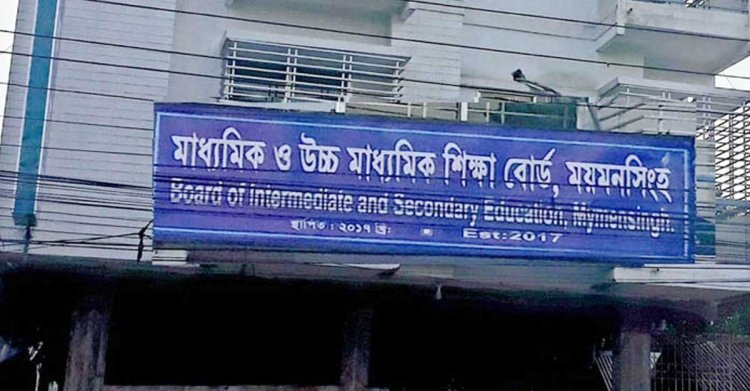 মাধ্যমিক ও উচ্চ মাধ্যমিক শিক্ষা বোর্ড, ময়মনসিংহ
Board of Intermediate and Secondary Education, Mymensingh.
স্থাপিত : ২০১৭ খ্রি: Est:2017